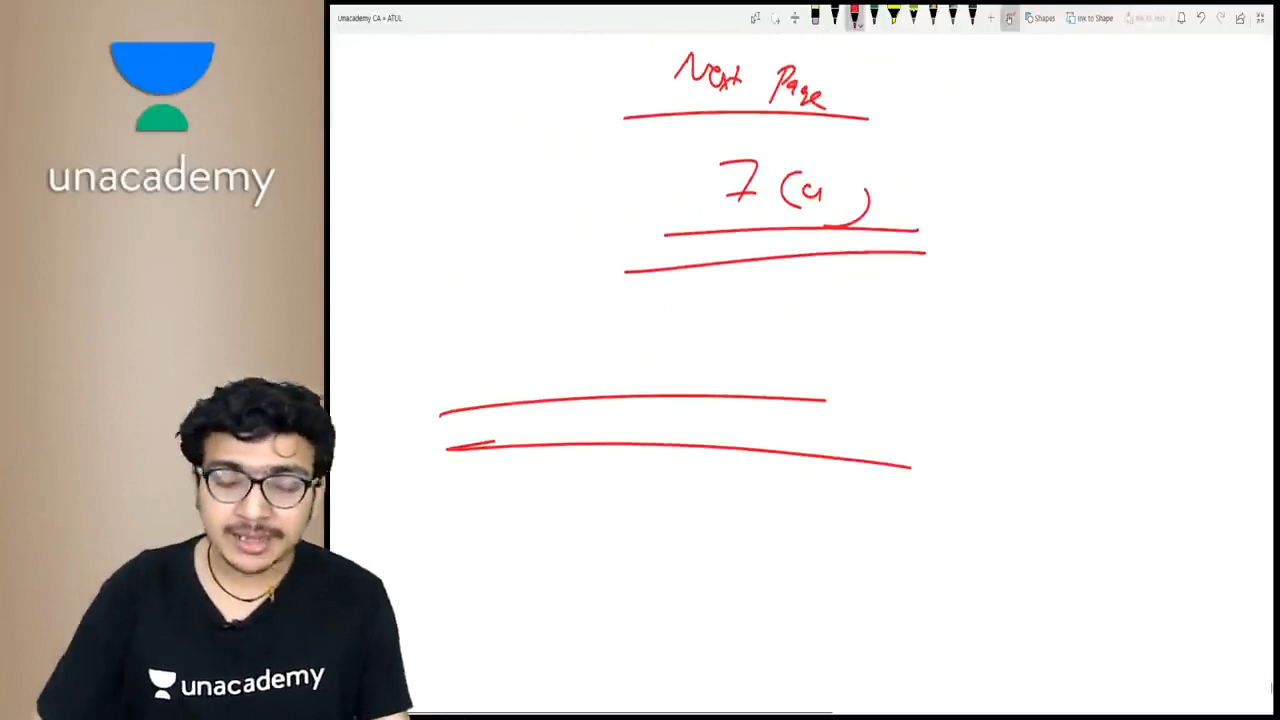 unacademy CA = ATUL
Shapes
Ink to Shape
unacademy
Next Page
7 (a)
unacademy